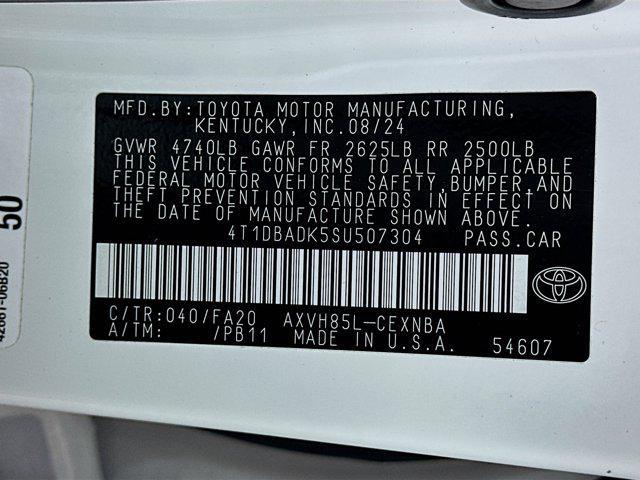 MFD.BY:TOYOTA MOTOR MANUFACTURING,
KENTUCKY,INC.08/24
GVWR 4740LB GAWR FR 2625LB RR 2500LB
THIS VEHICLE CONFORMS TO ALL APPLICABLE
FEDERAL MOTOR VEHICLE SAFETY,BUMPER,AND
THEFT PREVENTION STANDARDS IN EFFECT ON
THE DATE OF MANUFACTURE SHOWN ABOVE.
4T1DBADK5SU507304 PASS.CAR
C/TR:040/FA20 AXVH85L-CEXNBA
A/TM: /PB11 MADE IN U.S.A. 54607
50
42661-06B20